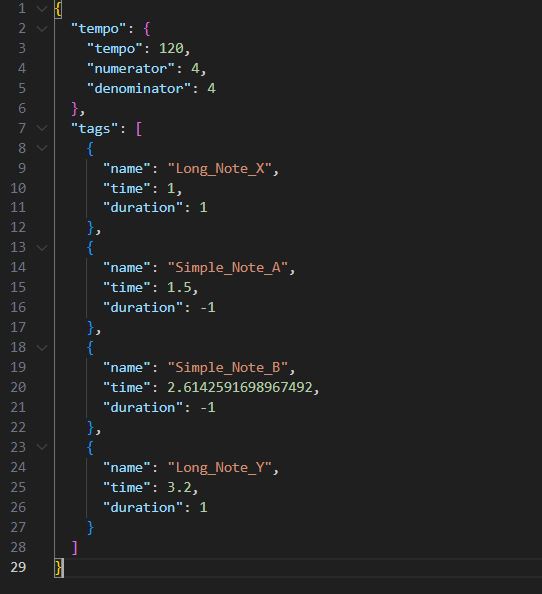 1 {
2   "tempo": {
3     "tempo": 120,
4     "numerator": 4,
5     "denominator": 4
6   },
7   "tags": [
8     {
9       "name": "Long_Note_X",
10       "time": 1,
11       "duration": 1
12     },
13     {
14       "name": "Simple_Note_A",
15       "time": 1.5,
16       "duration": -1
17     },
18     {
19       "name": "Simple_Note_B",
20       "time": 2.6142591698967492,
21       "duration": -1
22     },
23     {
24       "name": "Long_Note_Y",
25       "time": 3.2,
26       "duration": 1
27     }
28   ]
29 }